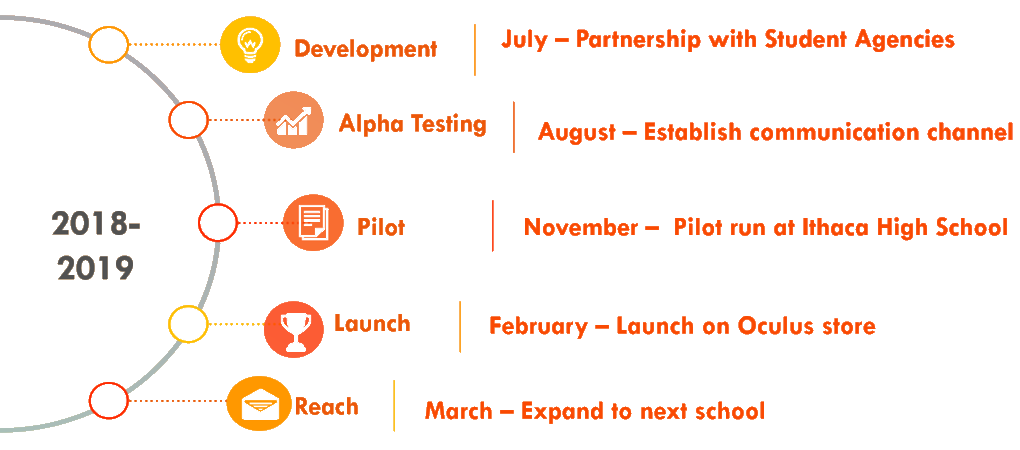 Development
July – Partnership with Student Agencies
Alpha Testing
August – Establish communication channel
2018-
2019
Pilot
November – Pilot run at Ithaca High School
Launch
February – Launch on Oculus store
Reach
March – Expand to next school